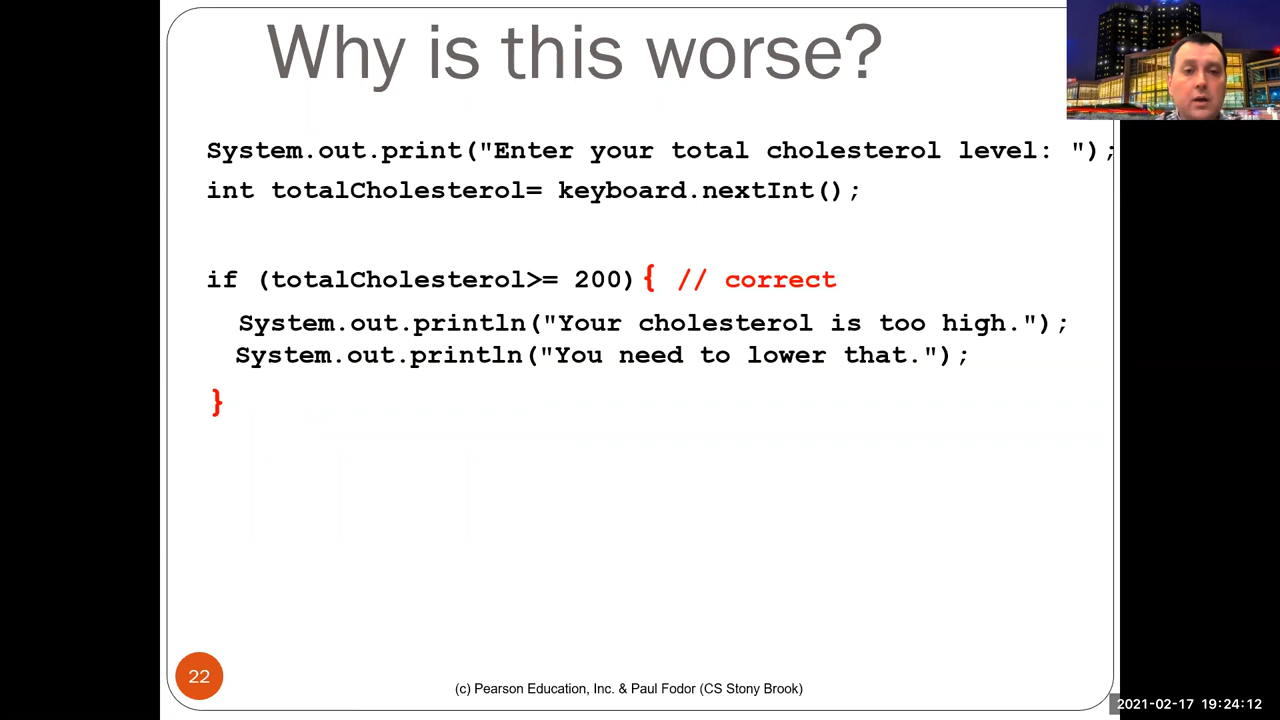 Why is this worse?
System.out.print("Enter your total cholesterol level: ");
int totalCholesterol= keyboard.nextInt();
if (totalCholesterol>= 200){ // correct
System.out.println("Your cholesterol is too high.");
System.out.println("You need to lower that.");
}
22
(c) Pearson Education, Inc. & Paul Fodor (CS Stony Brook)
2021-02-17 19:24:12